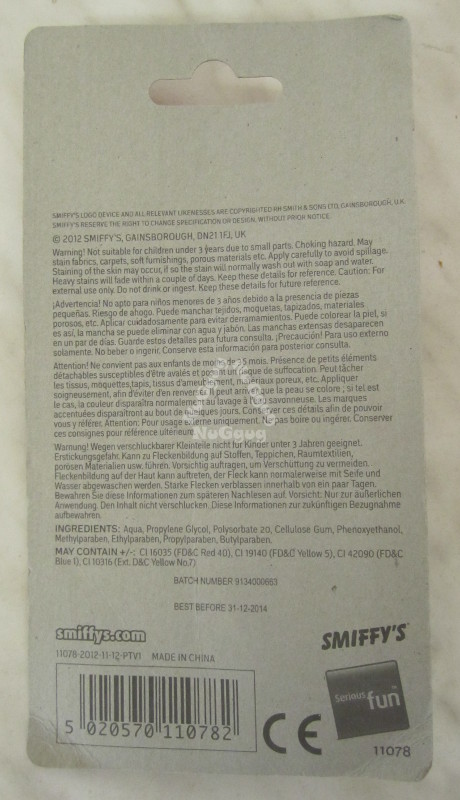 SMIFFY'S LOGO DEVICE AND ALL RELEVANT LIKENESSES ARE COPYRIGHTED RH SMITH & SONS LTD, GAINSBOROUGH, U.K.
SMIFFY'S RESERVE THE RIGHT TO CHANGE SPECIFICATION OR DESIGN, WITHOUT PRIOR NOTICE
© 2012 SMIFFY'S, GAINSBOROUGH, DN21 1FJ, UK
Warning! Not suitable for children under 3 years due to small parts. Choking hazard. May
stain fabrics, carpets, soft furnishings, porous materials etc. Apply carefully to avoid spillage.
Staining of the skin may occur, if so the stain will normally wash out with soap and water.
Heavy stains will fade within a couple of days. Keep these details for reference. Caution: For
external use only. Do not drink or ingest. Keep these details for future reference.
¡Advertencia! No apto para niños menores de 3 años debido a la presencia de piezas
pequeñas. Riesgo de ahogo. Puede manchar tejidos, moquetas, tapizados, materiales
porosos, etc. Aplicar cuidadosamente para evitar derramamientos. Puede colorear la piel, si
es así, la mancha se puede eliminar con agua y jabón. Las manchas extensas desaparecen
en un par de días. Guarde estos detalles para futura consulta. ¡Precaución! Para uso externo
solamente. No beber o ingerir. Conserve esta información para posterior consulta.
Attention! Ne convient pas aux enfants de moins de 36 mois. Présence de petits éléments
détachables susceptibles d'être avalés et pouvant risque de suffocation. Peut tâcher
les tissus, moquettes, tapis, tissus d'ameublement, matériaux poreux, etc. Appliquer
soigneusement, afin d'éviter d'en renverser. Il peut arriver que la peau se colore ; si tel est
le cas, la couleur disparaîtra normalement au lavage à l'eau savonneuse. Les marques
accentuées disparaîtront au bout de quelques jours. Conserver ces détails afin de pouvoir
vous y référer. Attention: Pour usage externe uniquement. Ne pas boire ou ingérer. Conservez
ces consignes pour référence ultérieure.
NoGgog
Warnung! Wegen verschluckbarer Kleinteile nicht für Kinder unter 3 Jahren geeignet.
Erstickungsgefahr. Kann zu Fleckenbildung auf Stoffen, Teppichen, Raumtextilien,
porösen Materialien usw. führen. Vorsichtig auftragen, um Verschüttung zu vermeiden.
Fleckenbildung auf der Haut kann auftreten, der Fleck kann normalerweise mit Seife und
Wasser abgewaschen werden. Starke Flecken verblassen innerhalb von ein paar Tagen.
Bewahren Sie diese Informationen zum späteren Nachlesen auf. Vorsicht: Nur zur äußerlichen
Anwendung. Den Inhalt nicht verschlucken. Diese Informationen zur zukünftigen Bezugnahme
aufbewahren.
INGREDIENTS: Aqua, Propylene Glycol, Polysorbate 20, Cellulose Gum, Phenoxyethanol,
Methylparaben, Ethylparaben, Propylparaben, Butylparaben.
MAY CONTAIN +/-: CI 16035 (FD&C Red 40), CI 19140 (FD&C Yellow 5), CI 42090 (FD&C
Blue 1), CI 10316 (Ext. D&C Yellow No.7)
BATCH NUMBER 9134000663
BEST BEFORE 31-12-2014
smiffys.com
SMIFFY'S
11078-2012-11-12-PTV1 MADE IN CHINA
Serious fun™
5 020570 110782
CE
11078